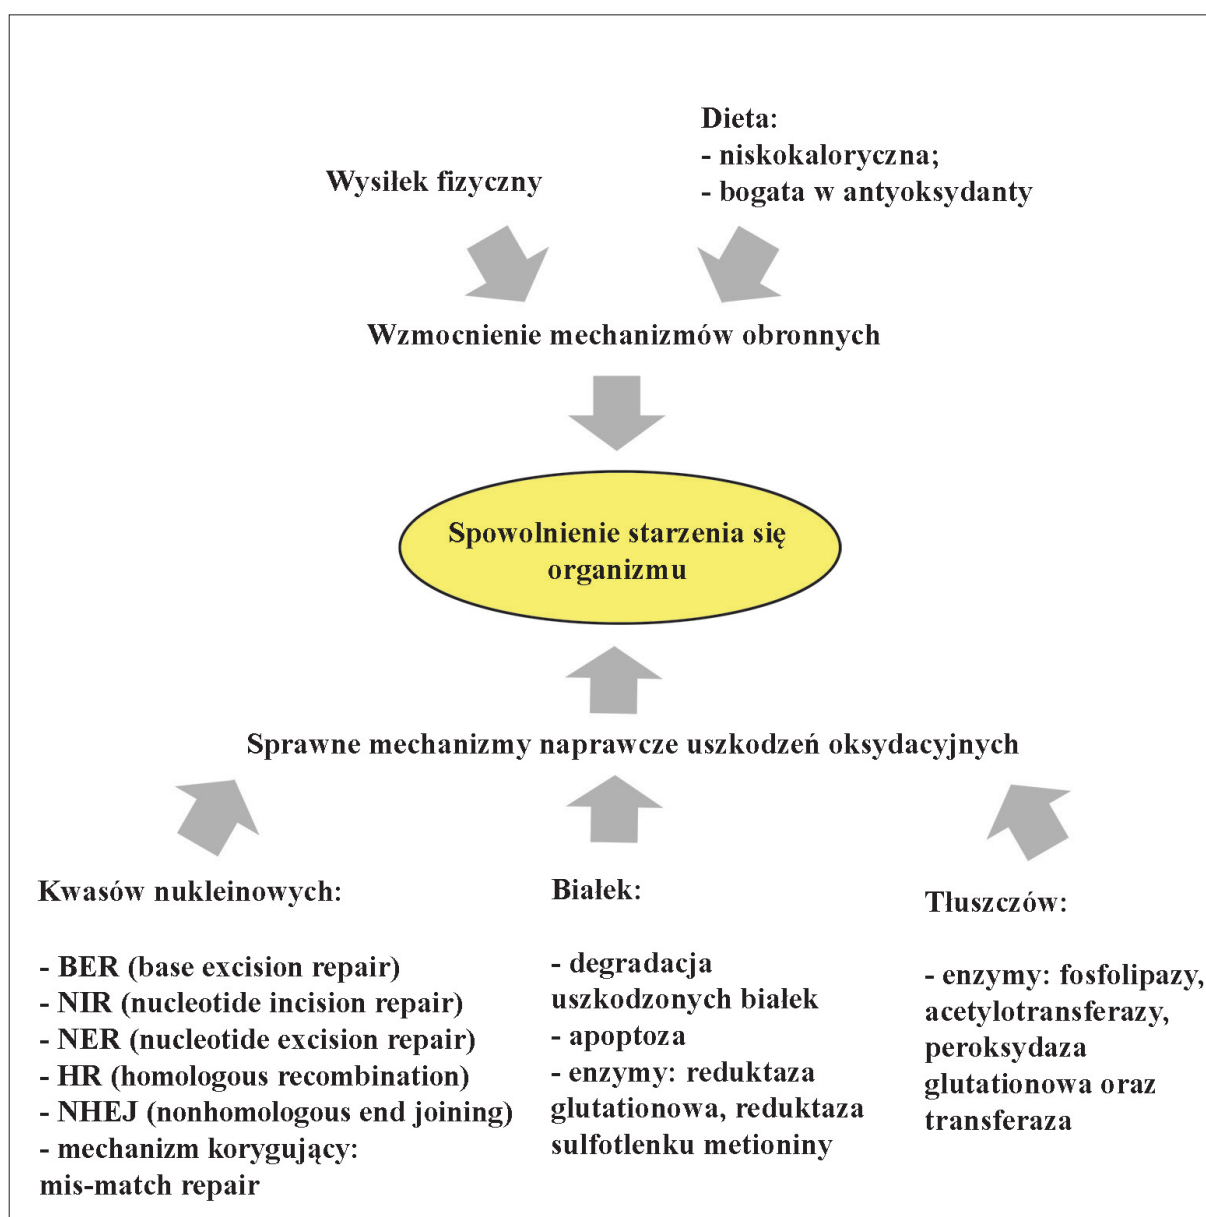 Wysiłek fizyczny
Dieta:
- niskokaloryczna;
- bogata w antyoksydanty
Wzmocnienie mechanizmów obronnych
Spowolnienie starzenia się
organizmu
Sprawne mechanizmy naprawcze uszkodzeń oksydacyjnych
Kwasów nukleinowych:
- BER (base excision repair)
- NIR (nucleotide incision repair)
- NER (nucleotide excision repair)
- HR (homologous recombination)
- NHEJ (nonhomologous end joining)
- mechanizm korygujący:
mis-match repair
Białek:
- degradacja
uszkodzonych białek
- apoptoza
- enzymy: reduktaza
glutationowa, reduktaza
sulfotlenku metioniny
Tłuszczów:
- enzymy: fosfolipazy,
acetylotransferazy,
peroksydaza
glutationowa oraz
transferaza